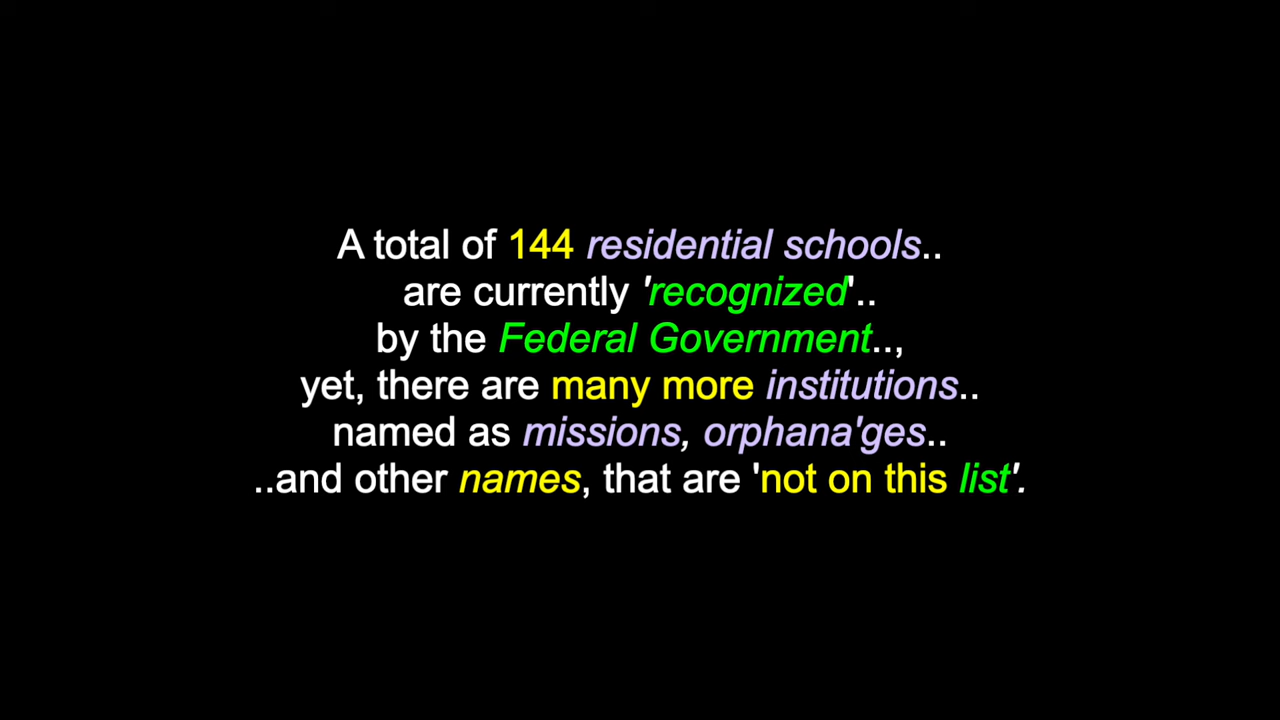 A total of 144 residential schools..
are currently 'recognized'..
by the Federal Government..,
yet, there are many more institutions..
named as missions, orphana'ges..
..and other names, that are 'not on this list'.